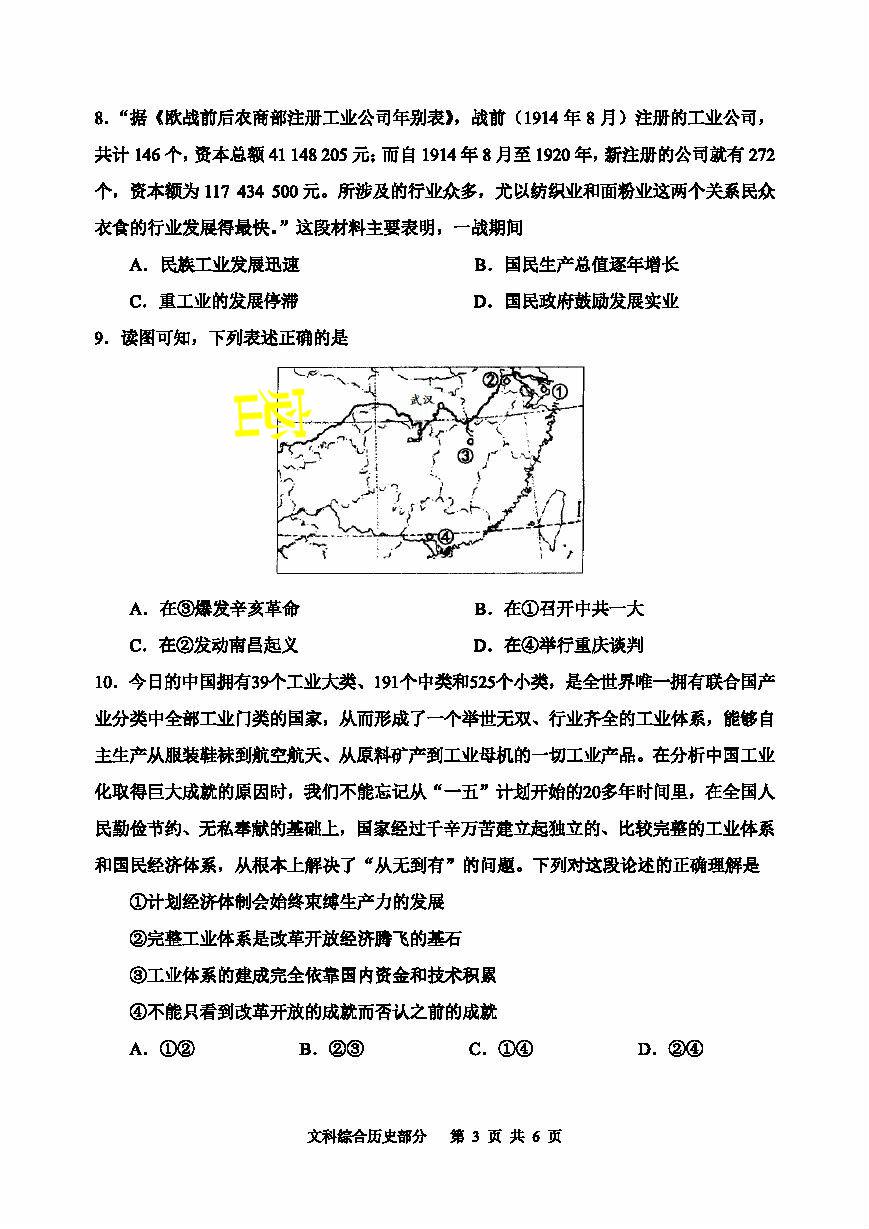 8．“据《欧战前后农商部注册工业公司年别表》，战前（1914 年 8 月）注册的工业公司，
共计 146 个，资本总额 41 148 205 元；而自 1914 年 8 月至 1920 年，新注册的公司就有 272
个，资本额为 117 434 500 元。所涉及的行业众多，尤以纺织业和面粉业这两个关系民众
衣食的行业发展得最快。”这段材料主要表明，一战期间
A．民族工业发展迅速 B．国民生产总值逐年增长
C．重工业的发展停滞 D．国民政府鼓励发展实业
9．读图可知，下列表述正确的是
② ①
武汉
③
④
A．在③爆发辛亥革命 B．在①召开中共一大
C．在②发动南昌起义 D．在④举行重庆谈判
10．今日的中国拥有39个工业大类、191个中类和525个小类，是全世界唯一拥有联合国产
业分类中全部工业门类的国家，从而形成了一个举世无双、行业齐全的工业体系，能够自
主生产从服装鞋袜到航空航天、从原料矿产到工业母机的一切工业产品。在分析中国工业
化取得巨大成就的原因时，我们不能忘记从“一五”计划开始的20多年时间里，在全国人
民勤俭节约、无私奉献的基础上，国家经过千辛万苦建立起独立的、比较完整的工业体系
和国民经济体系，从根本上解决了“从无到有”的问题。下列对这段论述的正确理解是
①计划经济体制会始终束缚生产力的发展
②完整工业体系是改革开放经济腾飞的基石
③工业体系的建成完全依靠国内资金和技术积累
④不能只看到改革开放的成就而否认之前的成就
A．①② B．②③ C．①④ D．②④
文科综合历史部分 第 3 页 共 6 页